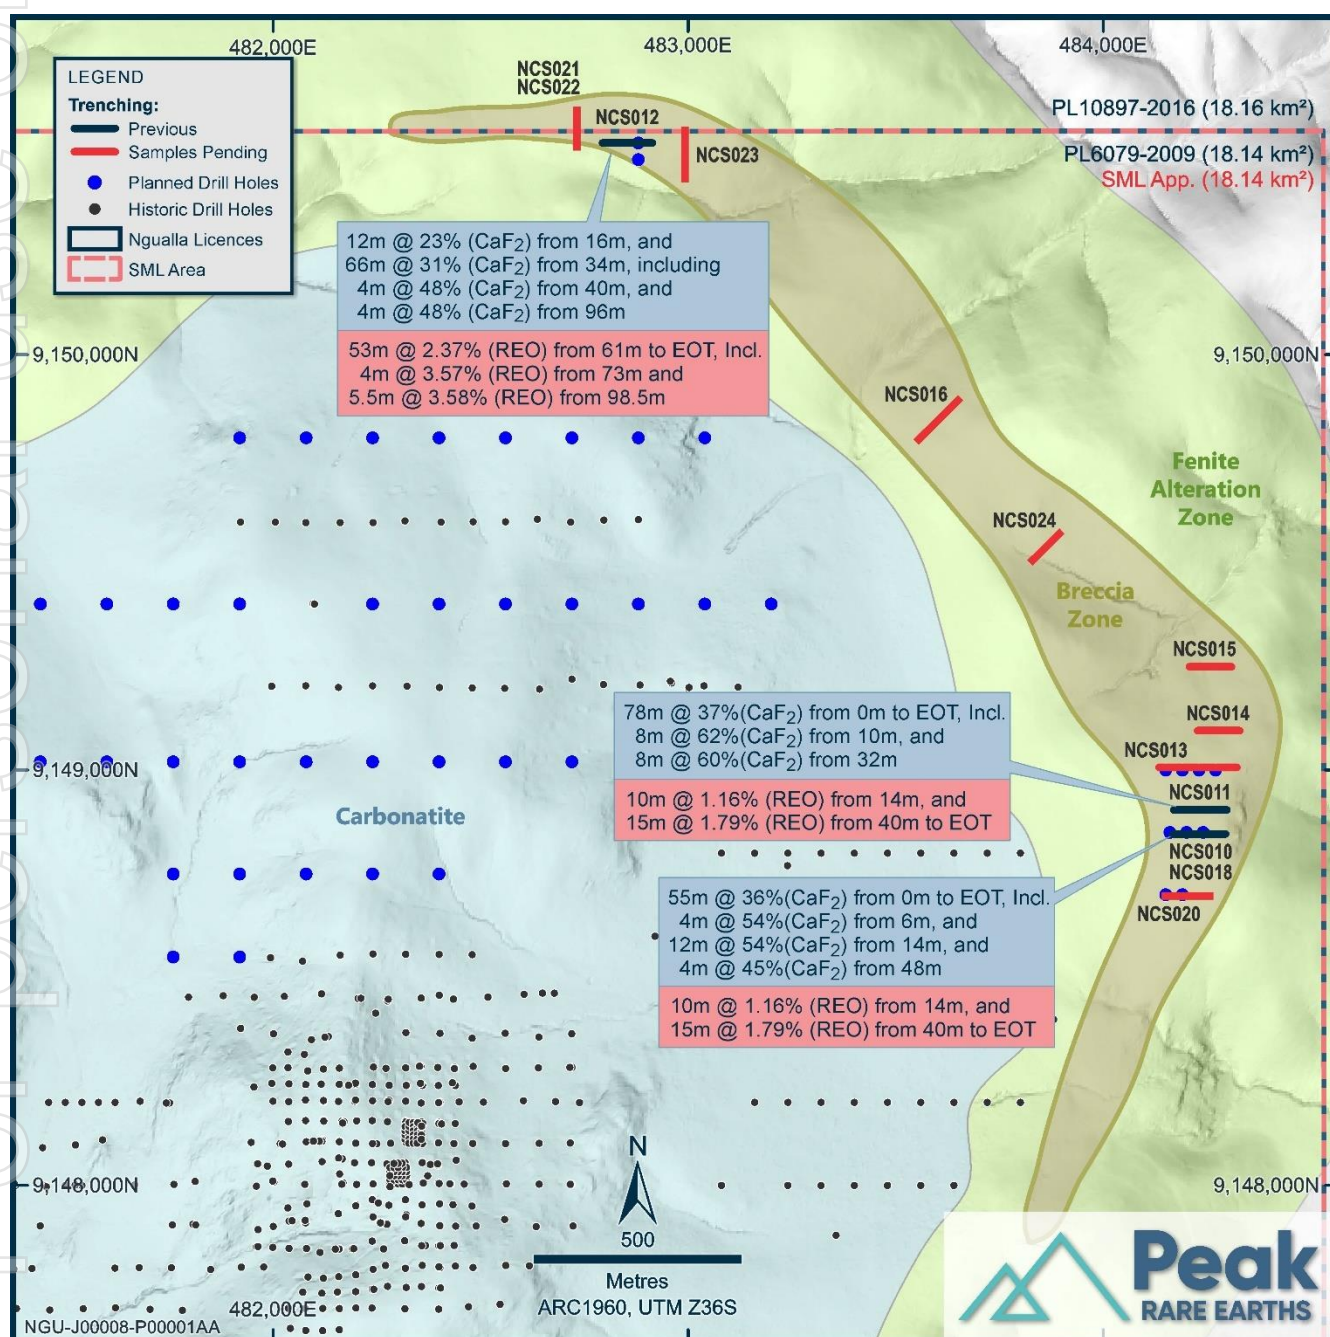 482,000E
483,000E
484,000E
LEGEND
Trenching:
Previous
Samples Pending
Planned Drill Holes
Historic Drill Holes
Ngualla Licences
SML Area
NCS021
NCS022
NCS012
NCS023
PL10897-2016 (18.16 km²)
PL6079-2009 (18.14 km²)
SML App. (18.14 km²)
12m @ 23% (CaF2) from 16m, and
66m @ 31% (CaF2) from 34m, including
4m @ 48% (CaF2) from 40m, and
4m @ 48% (CaF2) from 96m
53m @ 2.37% (REO) from 61m to EOT, Incl.
4m @ 3.57% (REO) from 73m and
5.5m @ 3.58% (REO) from 98.5m
9,150,000N
9,150,000N
NCS016
Fenite
Alteration
Zone
NCS024
Breccia
Zone
NCS015
NCS014
NCS013
NCS011
NCS010
NCS018
NCS020
78m @ 37%(CaF2) from 0m to EOT, Incl.
8m @ 62%(CaF2) from 10m, and
8m @ 60%(CaF2) from 32m
10m @ 1.16% (REO) from 14m, and
15m @ 1.79% (REO) from 40m to EOT
9,149,000N
Carbonatite
55m @ 36%(CaF2) from 0m to EOT, Incl.
4m @ 54%(CaF2) from 6m, and
12m @ 54%(CaF2) from 14m, and
4m @ 45%(CaF2) from 48m
10m @ 1.16% (REO) from 14m, and
15m @ 1.79% (REO) from 40m to EOT
9,148,000N
9,148,000N
N
500
Metres
ARC1960, UTM Z36S
482,000E
NGU-J00008-P00001AA
Peak
RARE EARTHS